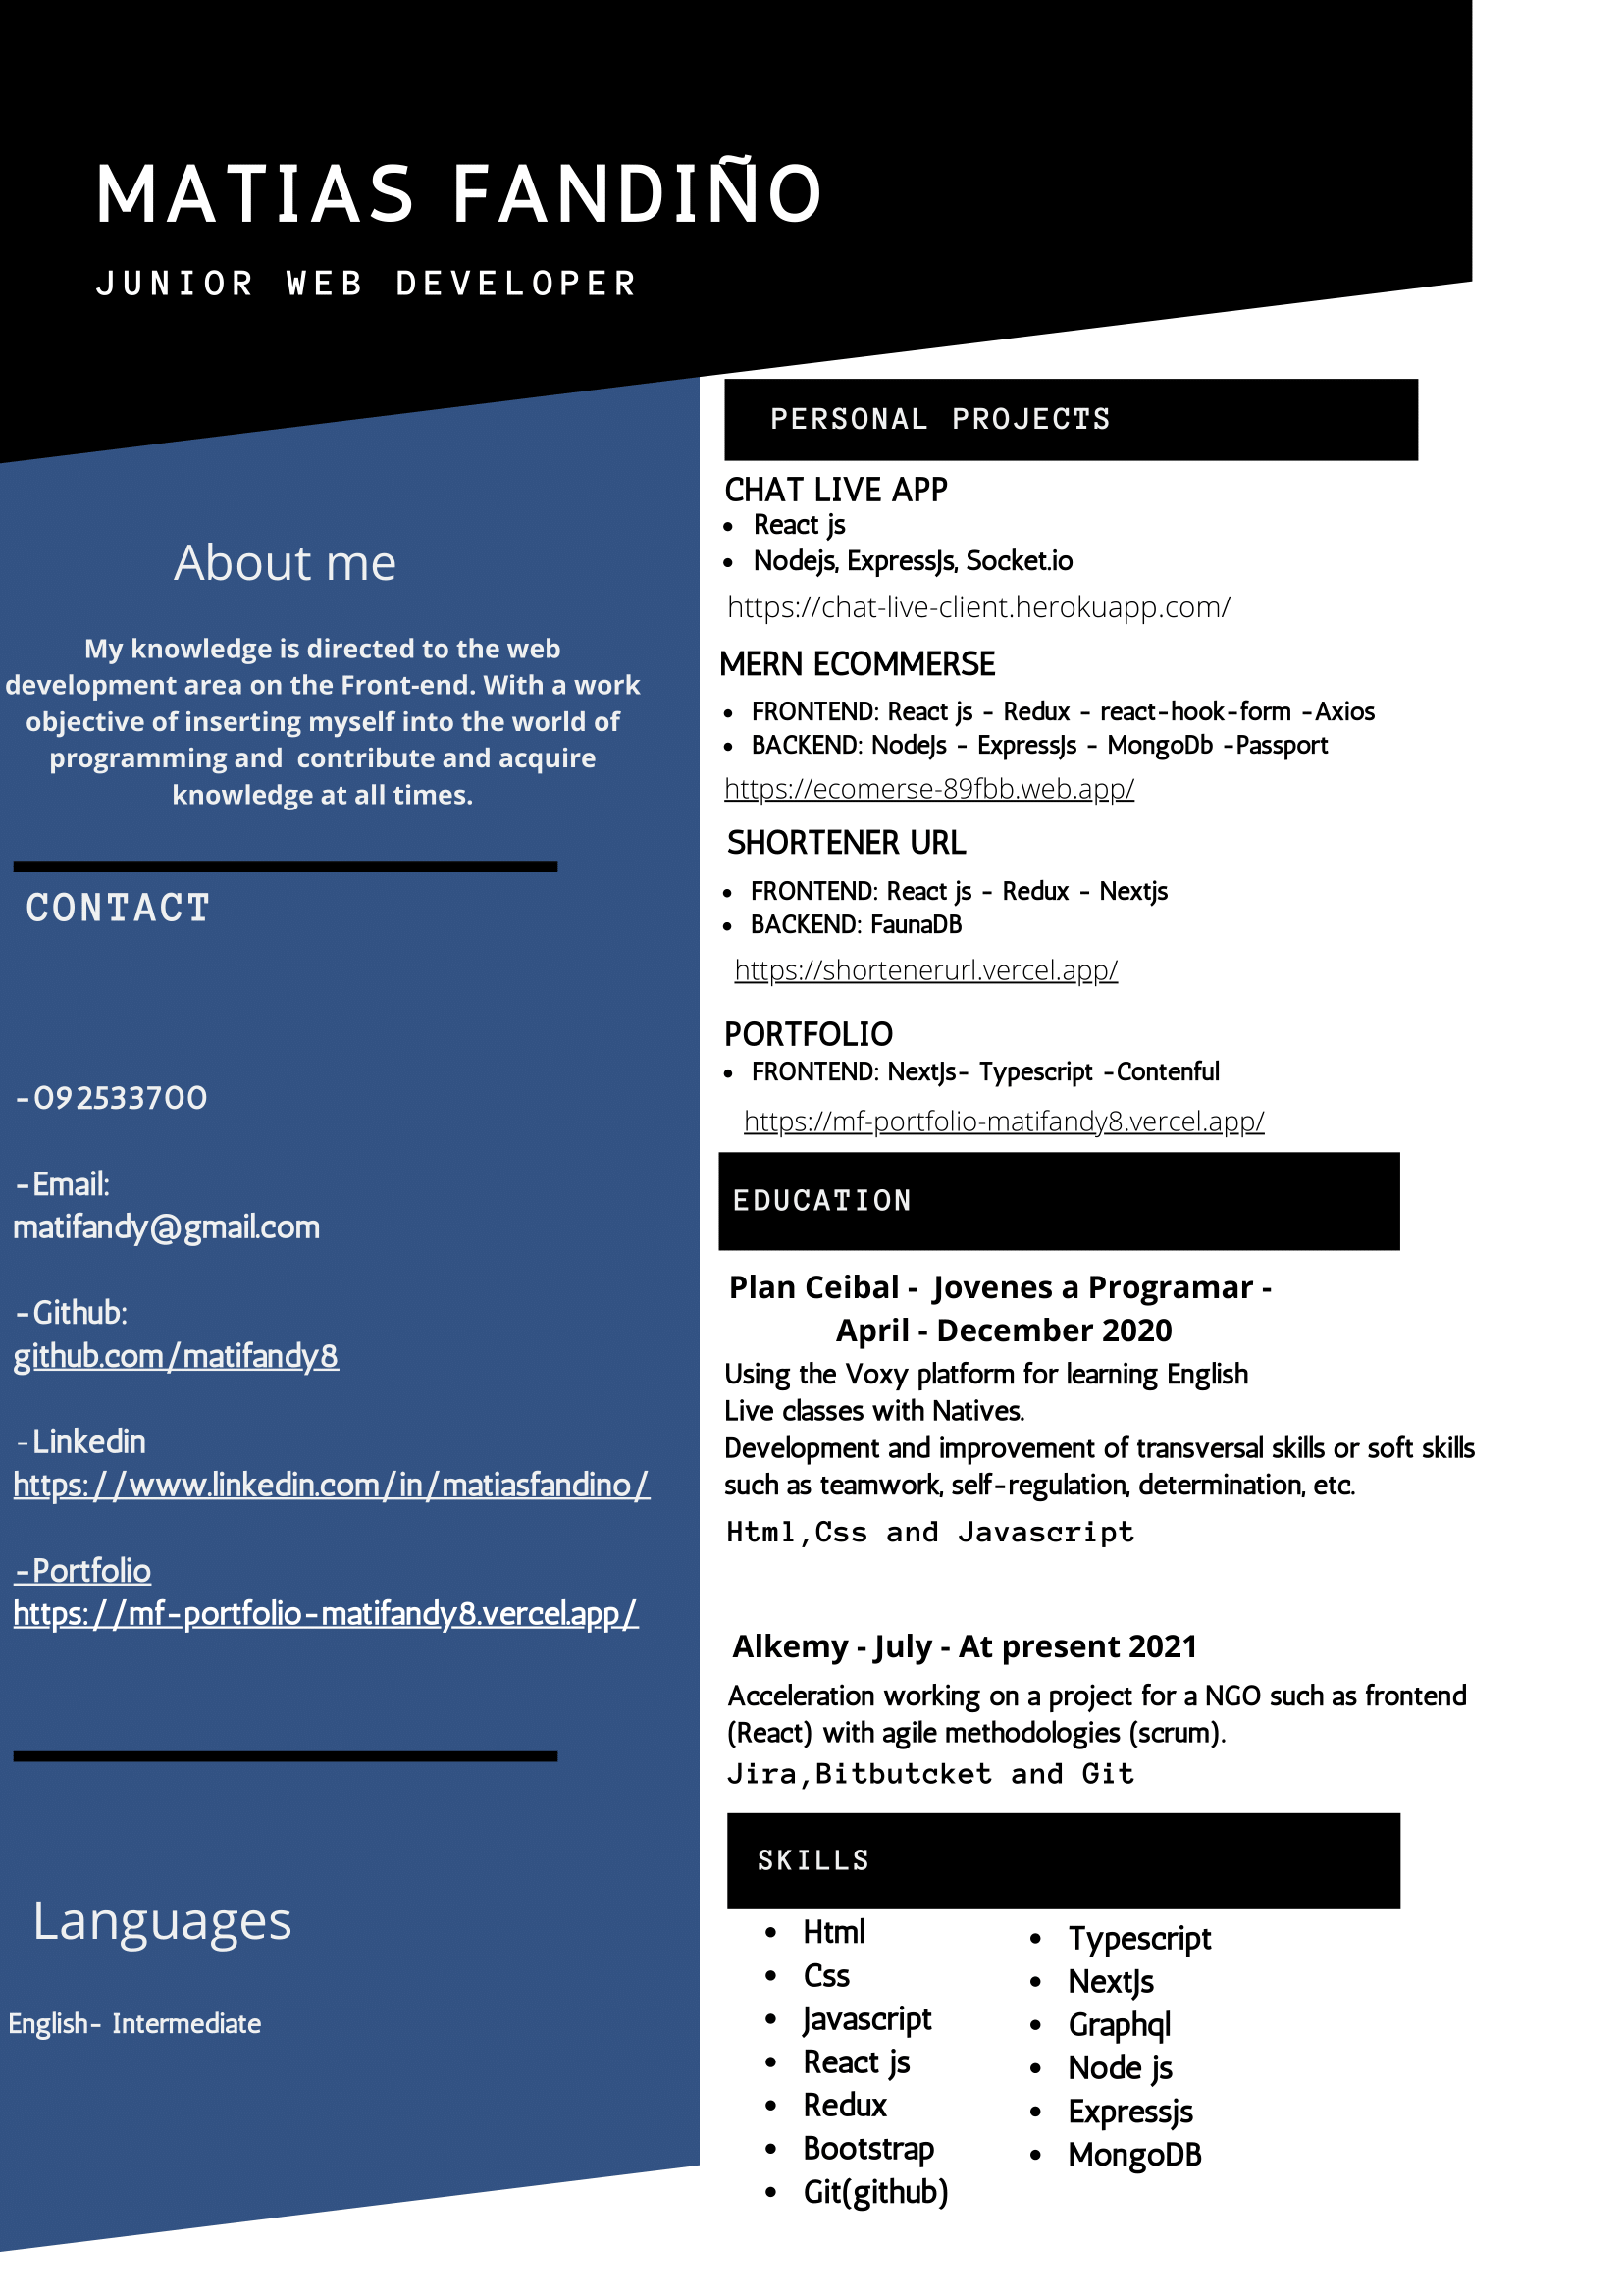 MATIAS FANDIÑO
JUNIOR WEB DEVELOPER
About me
My knowledge is directed to the web
development area on the Front-end. With a work
objective of inserting myself into the world of
programming and  contribute and acquire
knowledge at all times.
CONTACT
-092533700
-Email:
matifandy@gmail.com
-Github:
github.com/matifandy8
-Linkedin
https://www.linkedin.com/in/matiasfandino/
-Portfolio
https://mf-portfolio-matifandy8.vercel.app/
Languages
English- Intermediate
PERSONAL PROJECTS
CHAT LIVE APP
• React js
• Nodejs, ExpressJs, Socket.io
https://chat-live-client.herokuapp.com/
MERN ECOMMERSE
• FRONTEND: React js - Redux - react-hook-form -Axios
• BACKEND: NodeJs - ExpressJs - MongoDb -Passport
https://ecomerse-89fbb.web.app/
SHORTENER URL
• FRONTEND: React js - Redux - Nextjs
• BACKEND: FaunaDB
https://shortenerurl.vercel.app/
PORTFOLIO
• FRONTEND: NextJs- Typescript -Contenful
https://mf-portfolio-matifandy8.vercel.app/
EDUCATION
Plan Ceibal -  Jovenes a Programar -
April - December 2020
Using the Voxy platform for learning English
Live classes with Natives.
Development and improvement of transversal skills or soft skills
such as teamwork, self-regulation, determination, etc.
Html,Css and Javascript
Alkemy - July - At present 2021
Acceleration working on a project for a NGO such as frontend
(React) with agile methodologies (scrum).
Jira,Bitbutcket and Git
SKILLS
• Html
• Css
• Javascript
• React js
• Redux
• Bootstrap
• Git(github)
• Typescript
• NextJs
• Graphql
• Node js
• Expressjs
• MongoDB